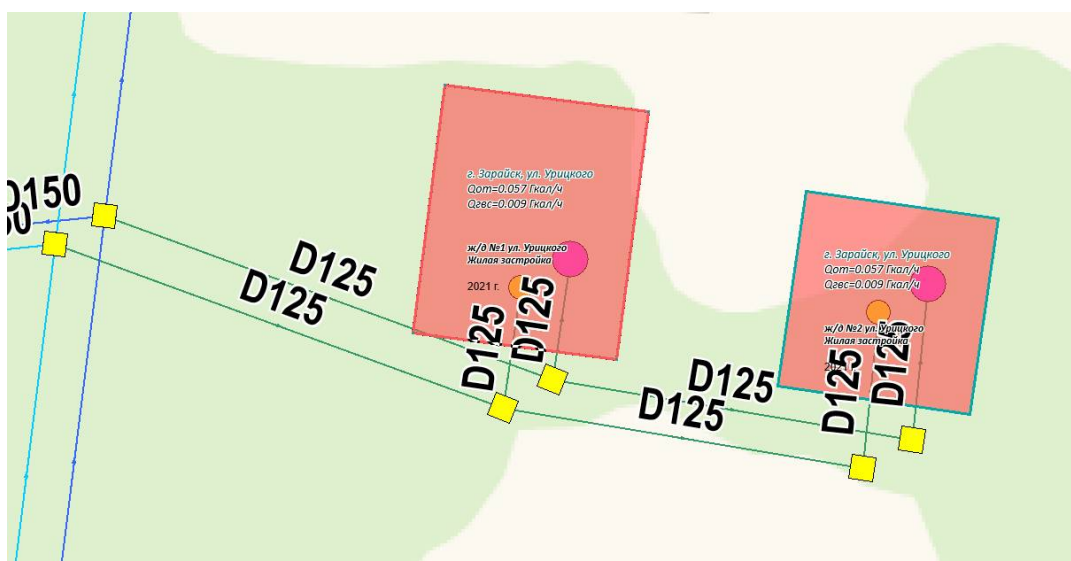 D150
D125
D125
г. Зарайск, ул. Урицкого
Qот=0.057 Гкал/ч
Qгвс=0.009 Гкал/ч
ж/д №1 ул. Урицкого
Жилая застройка
2021 г.
D125
D125
D125
D125
г. Зарайск, ул. Урицкого
Qот=0.057 Гкал/ч
Qгвс=0.009 Гкал/ч
ж/д №2 ул. Урицкого
Жилая застройка
D125
D125